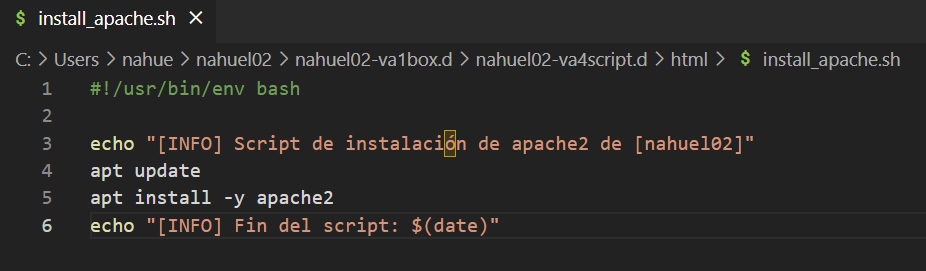 $ install_apache.sh ×
C: > Users > nahue > nahuel02 > nahuel02-va1box.d > nahuel02-va4script.d > html > $ install_apache.sh
1 #!/usr/bin/env bash
2
3 echo "[INFO] Script de instalación de apache2 de [nahuel02]"
4 apt update
5 apt install -y apache2
6 echo "[INFO] Fin del script: $(date)"